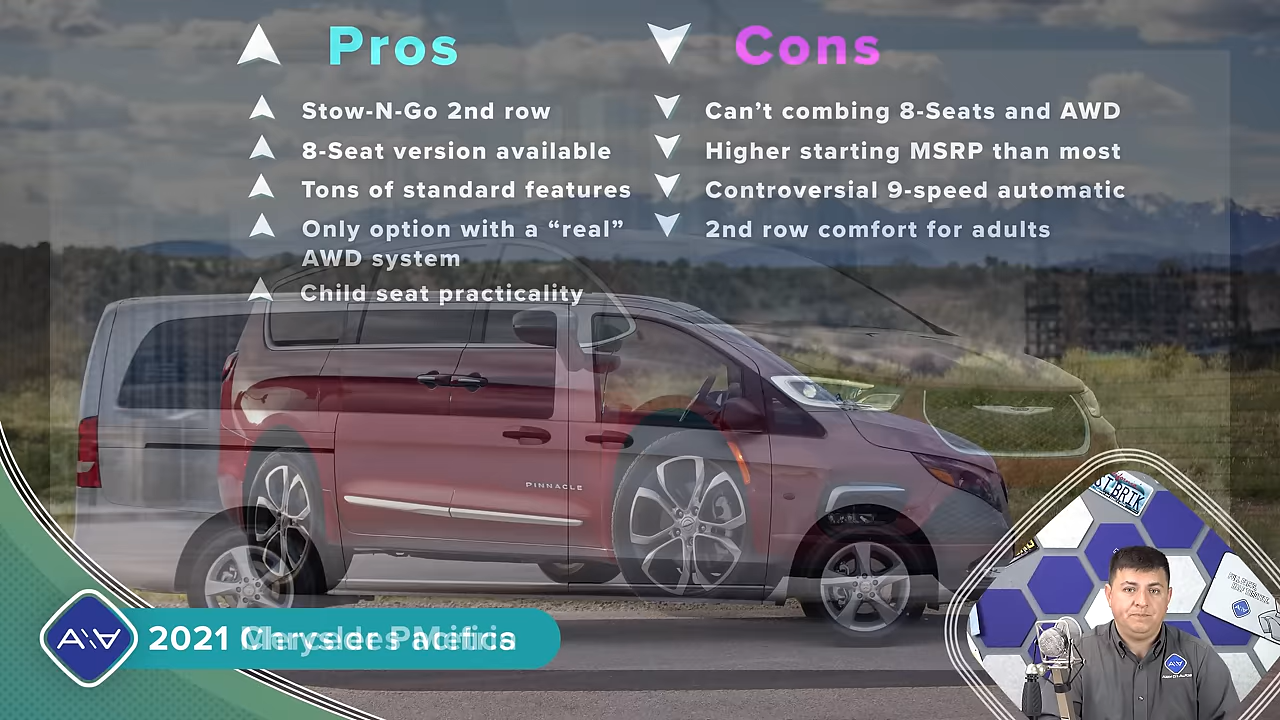 Pros
Stow-N-Go 2nd row
8-Seat version available
Tons of standard features
Only option with a “real”
AWD system
Child seat practicality
Cons
Can’t combing 8-Seats and AWD
Higher starting MSRP than most
Controversial 9-speed automatic
2nd row comfort for adults
PINNACLE
2021